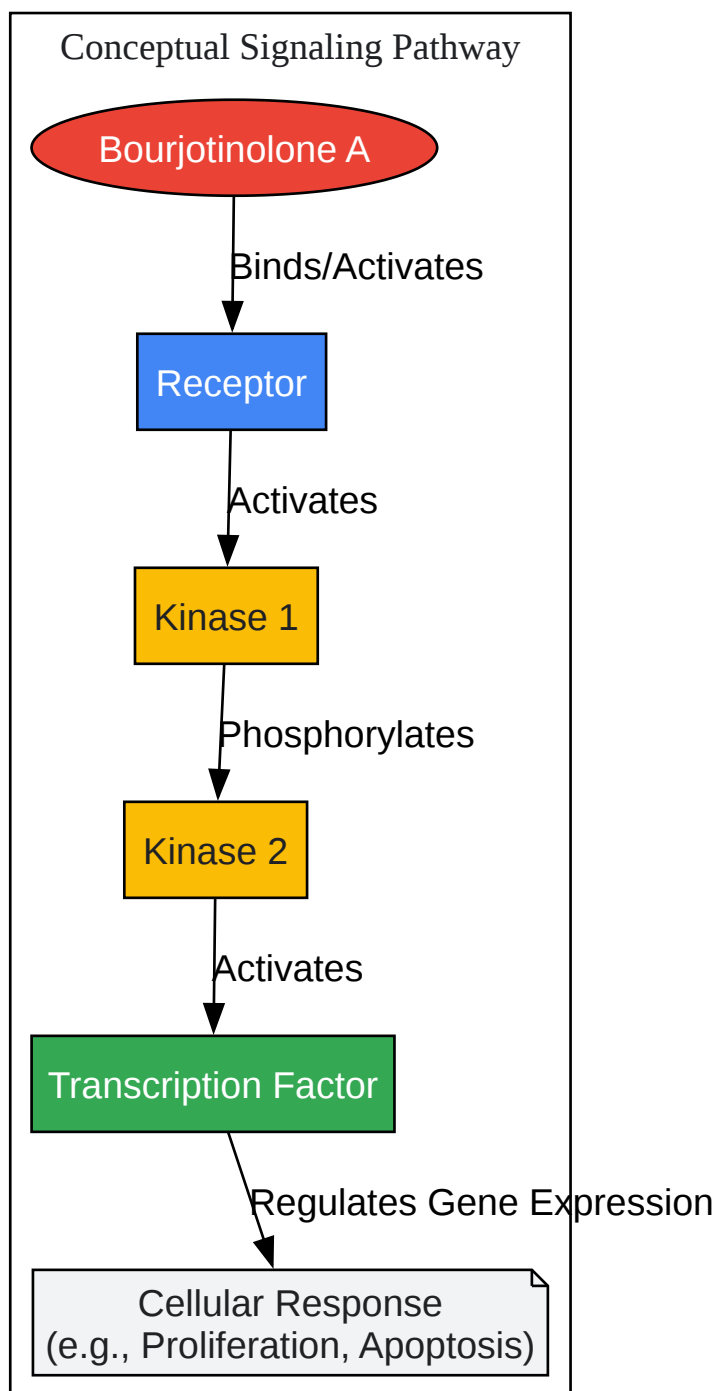 Conceptual Signaling Pathway
Bourjotinolone A
Binds/Activates
Receptor
Activates
Kinase 1
Phosphorylates
Kinase 2
Activates
Transcription Factor
Regulates Gene Expression
Cellular Response
(e.g., Proliferation, Apoptosis)